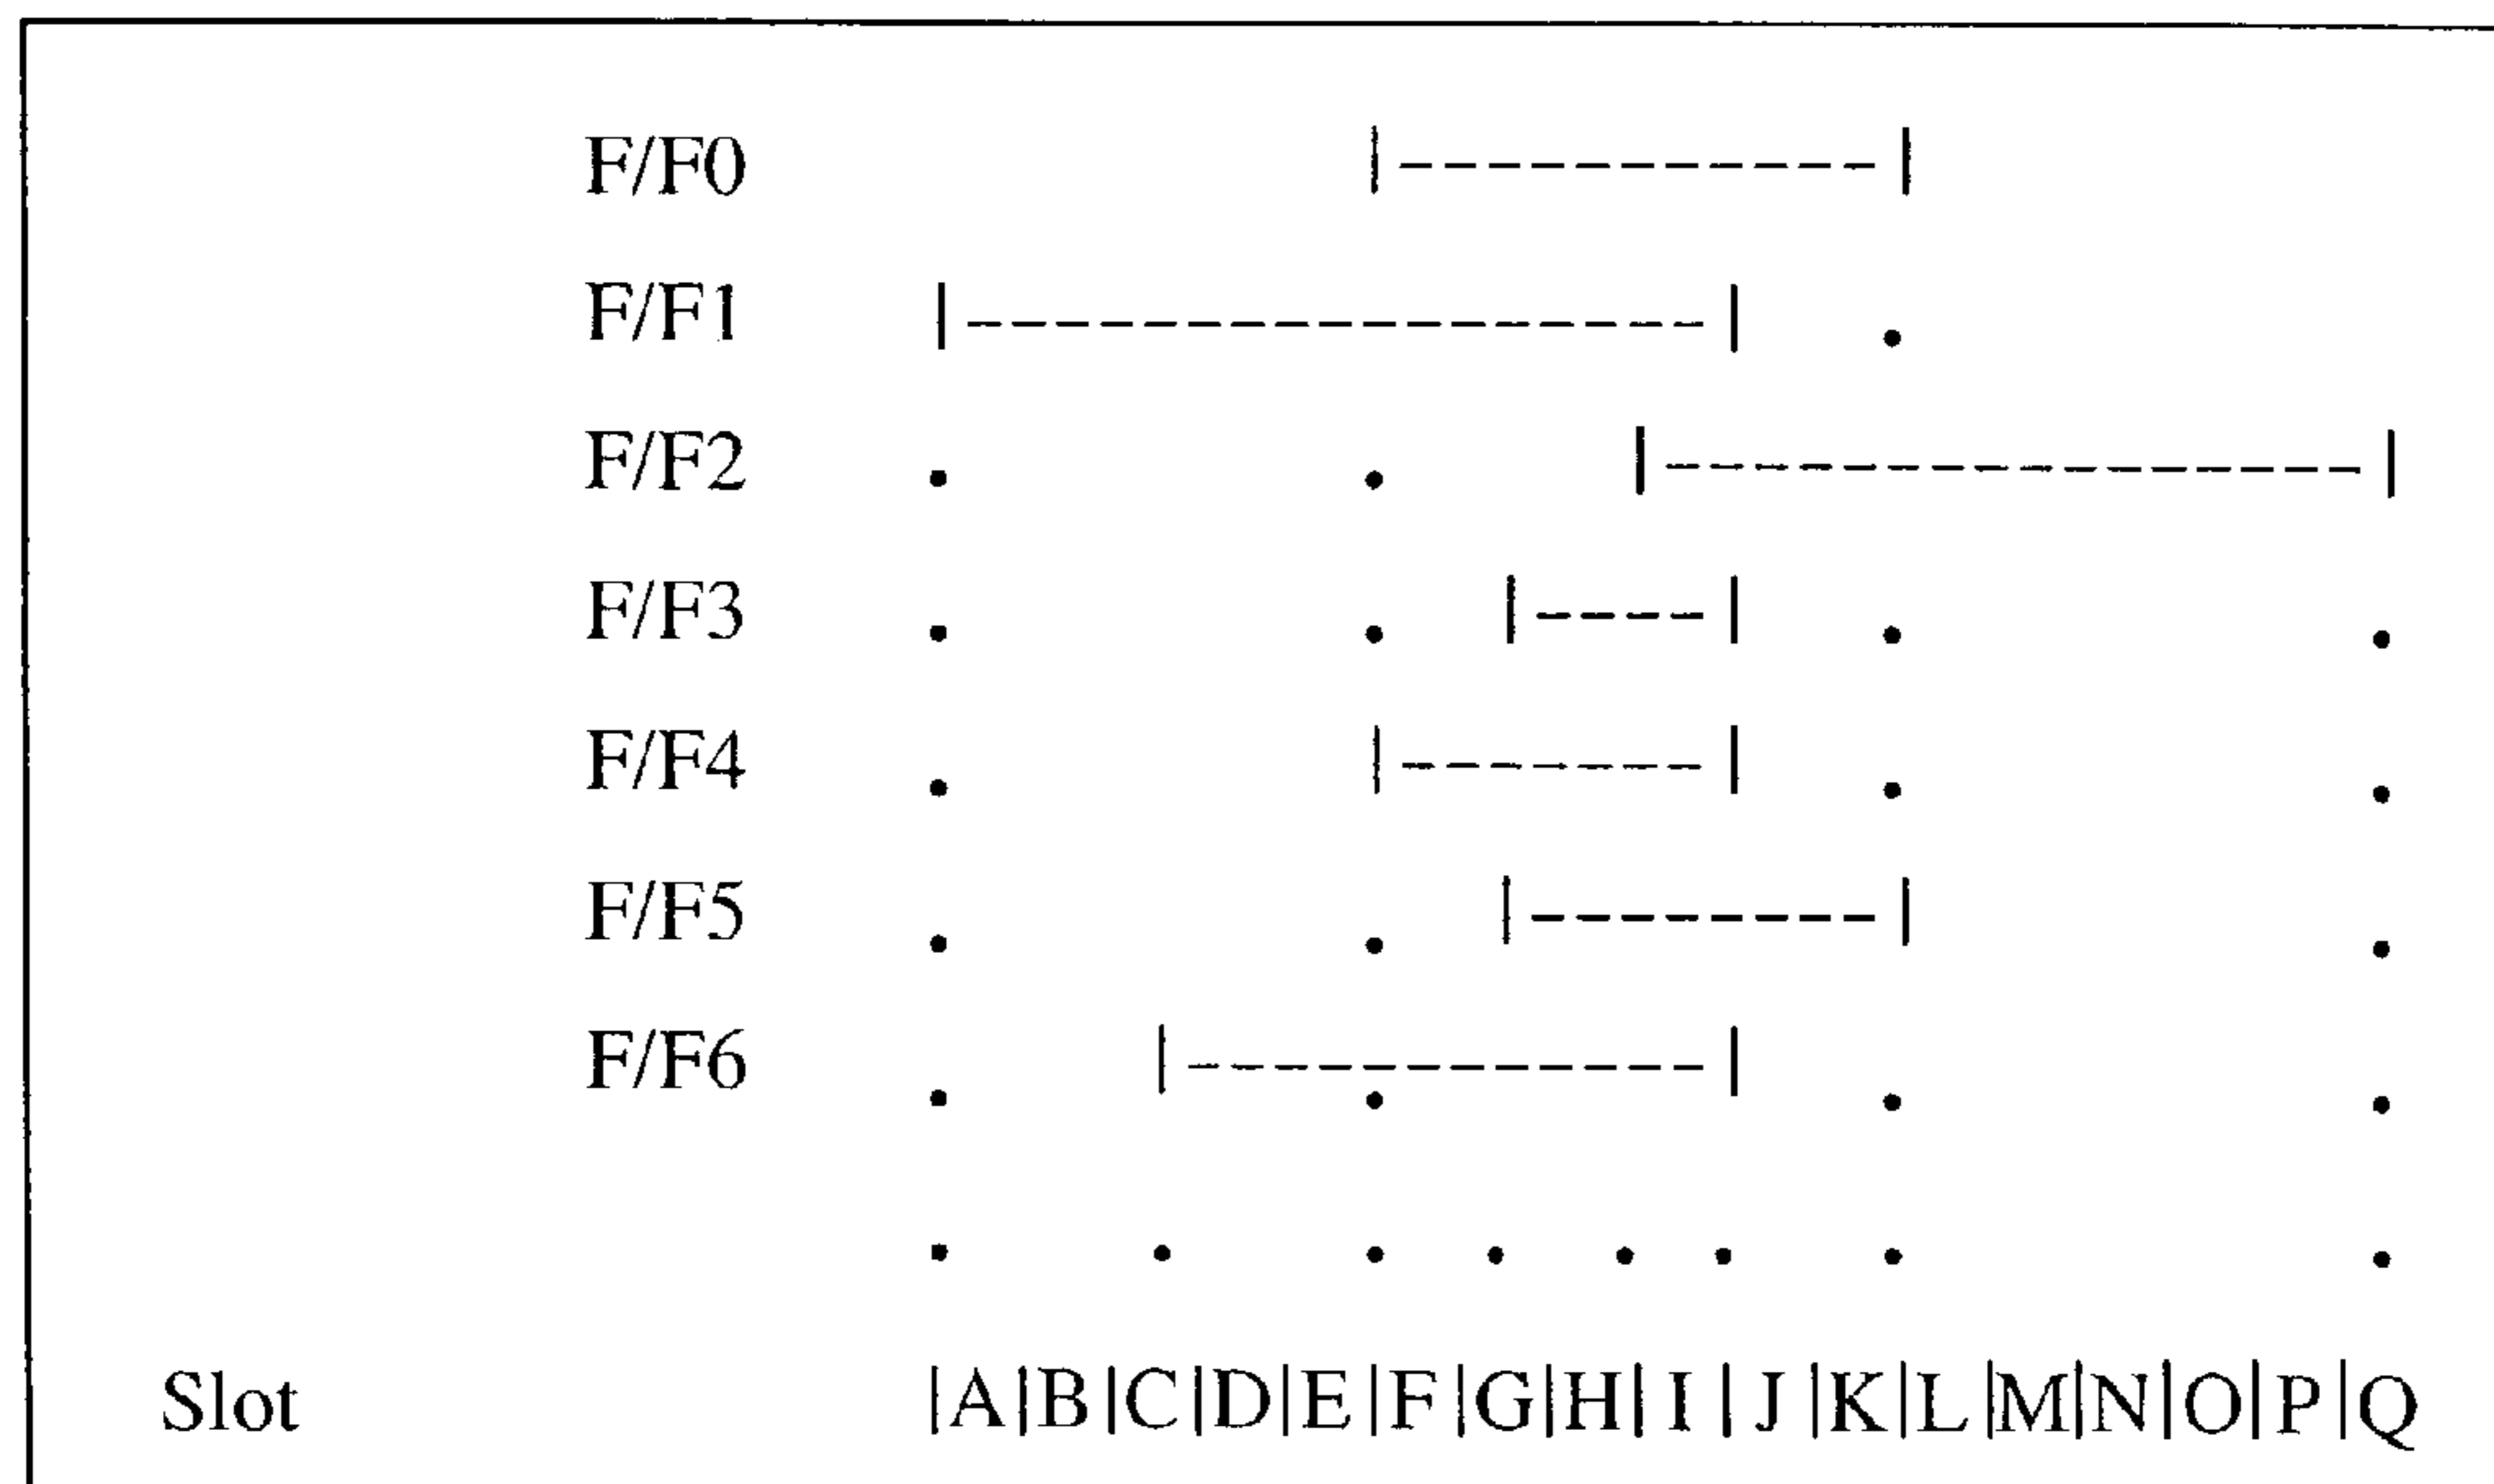 F/F0
F/F1
F/F2
F/F3
F/F4
F/F5
F/F6
Slot |A|B|C|D|E|F|G|H|I|J|K|L|M|N|O|P|Q